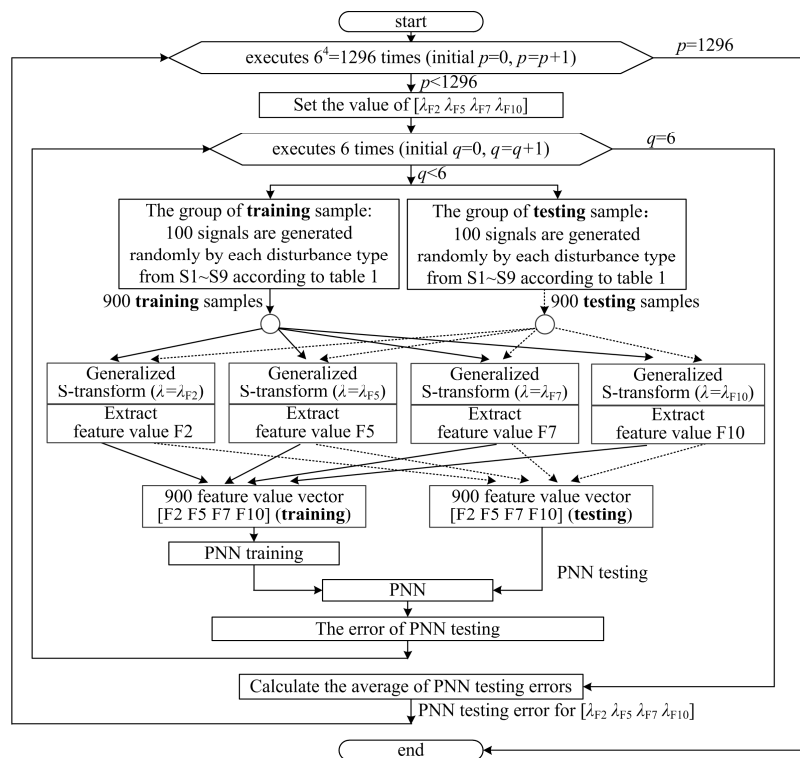 start
executes 6⁴=1296 times (initial p=0, p=p+1)
p=1296
p<1296
Set the value of [λF2 λF5 λF7 λF10]
executes 6 times (initial q=0, q=q+1)
q=6
q<6
The group of training sample:
100 signals are generated
randomly by each disturbance type
from S1~S9 according to table 1
The group of testing sample:
100 signals are generated
randomly by each disturbance type
from S1~S9 according to table 1
900 training samples
900 testing samples
Generalized
S-transform (λ=λF2)
Extract
feature value F2
Generalized
S-transform (λ=λF5)
Extract
feature value F5
Generalized
S-transform (λ=λF7)
Extract
feature value F7
Generalized
S-transform (λ=λF10)
Extract
feature value F10
900 feature value vector
[F2 F5 F7 F10] (training)
900 feature value vector
[F2 F5 F7 F10] (testing)
PNN training
PNN testing
PNN
The error of PNN testing
Calculate the average of PNN testing errors
PNN testing error for [λF2 λF5 λF7 λF10]
end